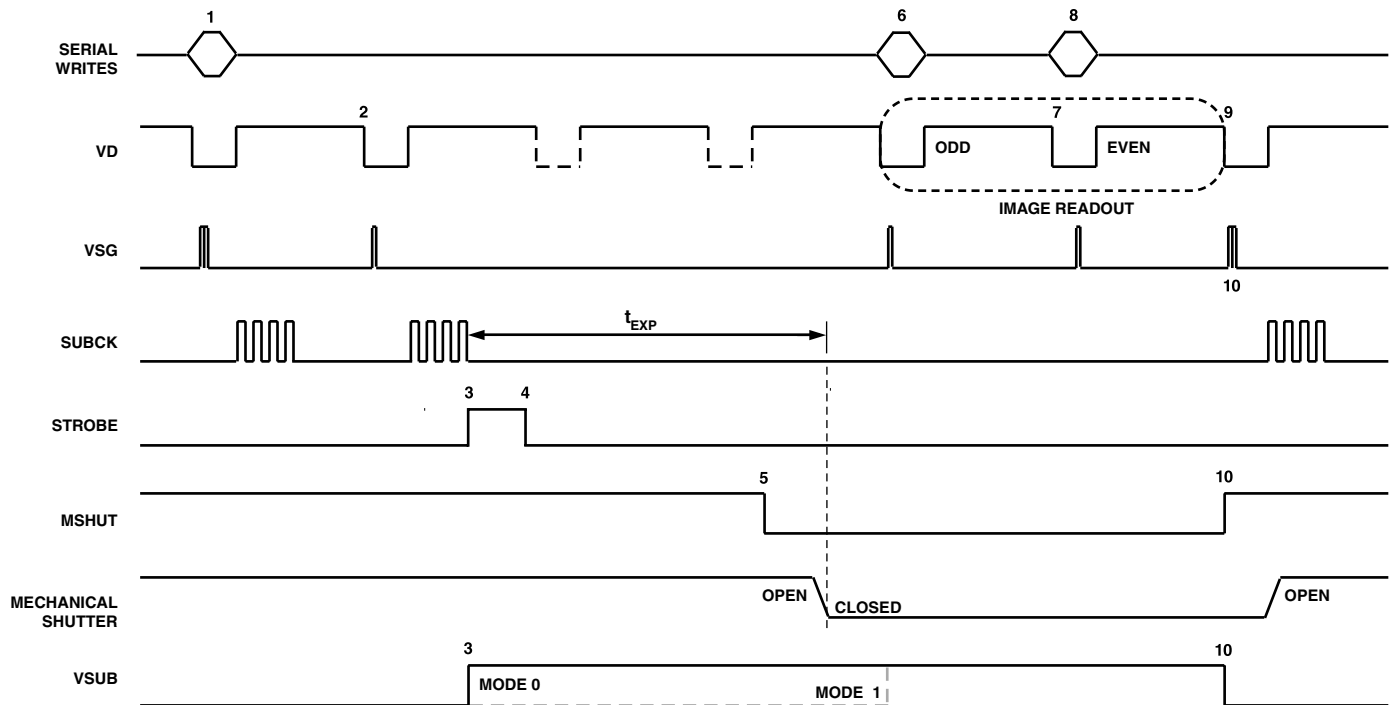 1
6
8
SERIAL
WRITES
2
7
9
VD
ODD
EVEN
IMAGE READOUT
VSG
10
tEXP
SUBCK
3
4
STROBE
5
10
MSHUT
OPEN
CLOSED
OPEN
MECHANICAL
SHUTTER
3
10
VSUB
MODE 0
MODE 1